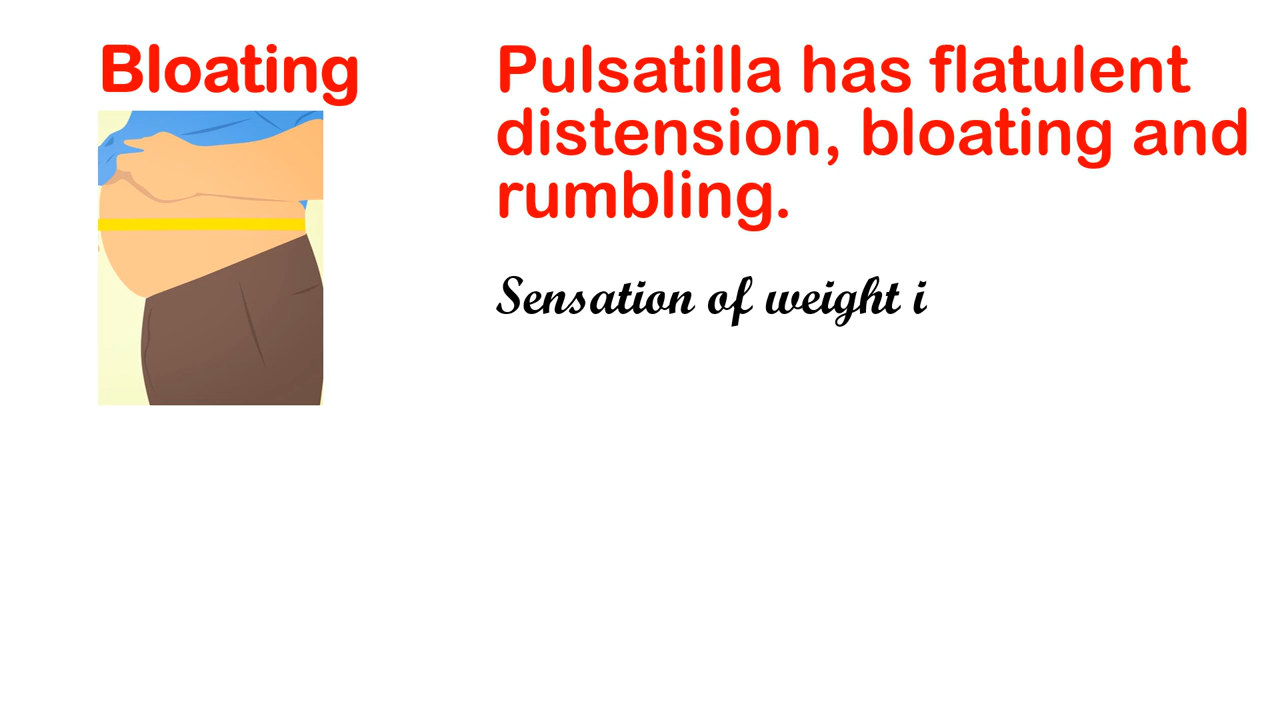 Bloating
Pulsatilla has flatulent
distension, bloating and
rumbling.
Sensation of weight i